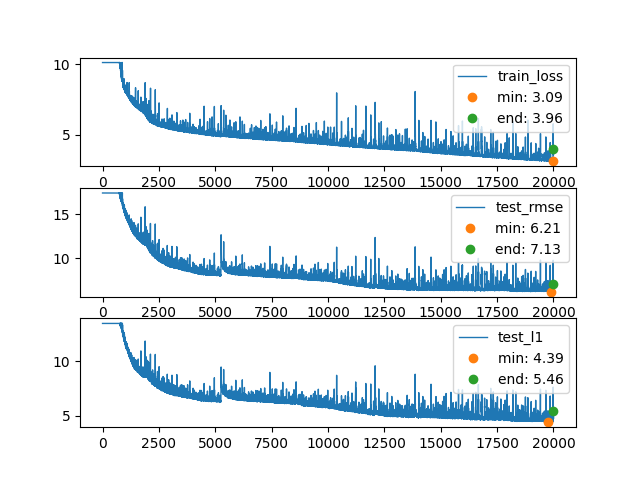 10
5
train_loss
min: 3.09
end: 3.96
0 2500 5000 7500 10000 12500 15000 17500 20000
15
10
test_rmse
min: 6.21
end: 7.13
0 2500 5000 7500 10000 12500 15000 17500 20000
10
5
test_l1
min: 4.39
end: 5.46
0 2500 5000 7500 10000 12500 15000 17500 20000